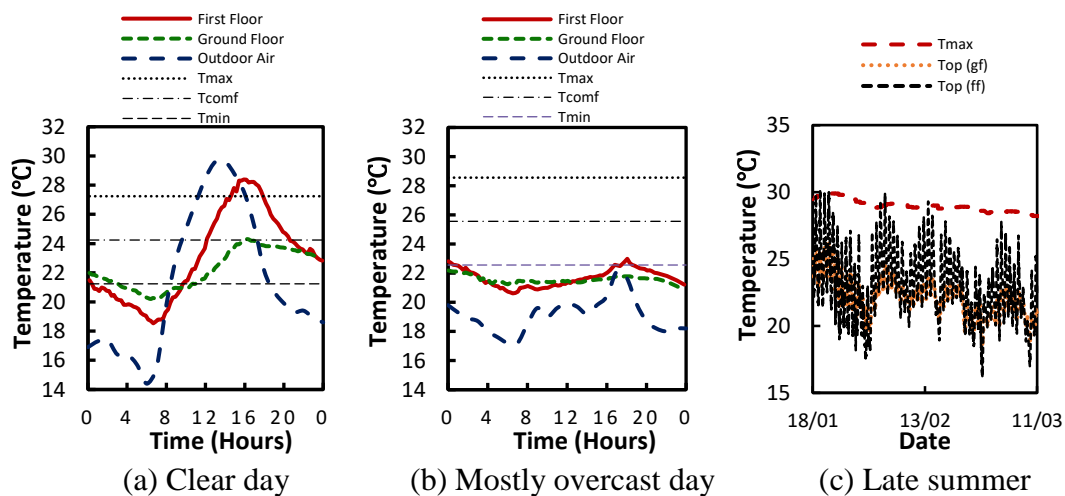 First Floor
Ground Floor
Outdoor Air
Tmax
Tcomf
Tmin
Temperature (°C)
32
30
28
26
24
22
20
18
16
14
0 4 8 12 16 20 0
Time (Hours)
(a) Clear day
First Floor
Ground Floor
Outdoor Air
Tmax
Tcomf
Tmin
Temperature (°C)
32
30
28
26
24
22
20
18
16
14
0 4 8 12 16 20 0
Time (Hours)
(b) Mostly overcast day
Tmax
Top (gf)
Top (ff)
Temperature (°C)
35
30
25
20
15
18/01 13/02 11/03
Date
(c) Late summer